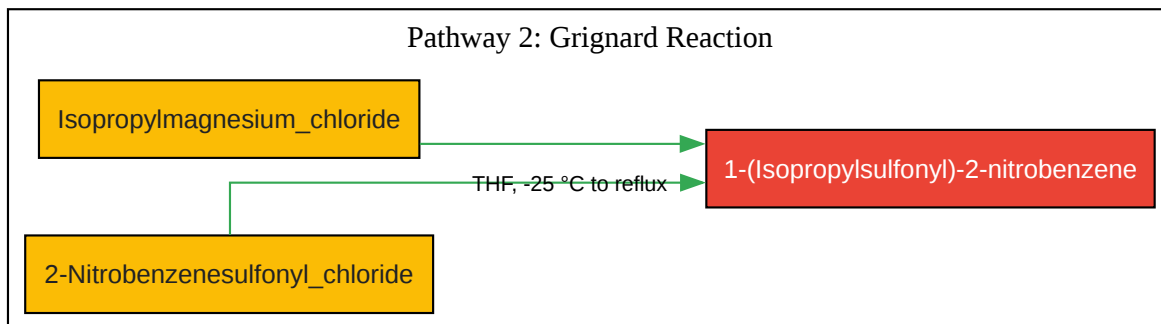 Pathway 2: Grignard Reaction
Isopropylmagnesium_chloride
1-(Isopropylsulfonyl)-2-nitrobenzene
THF, -25 °C to reflux
2-Nitrobenzenesulfonyl_chloride